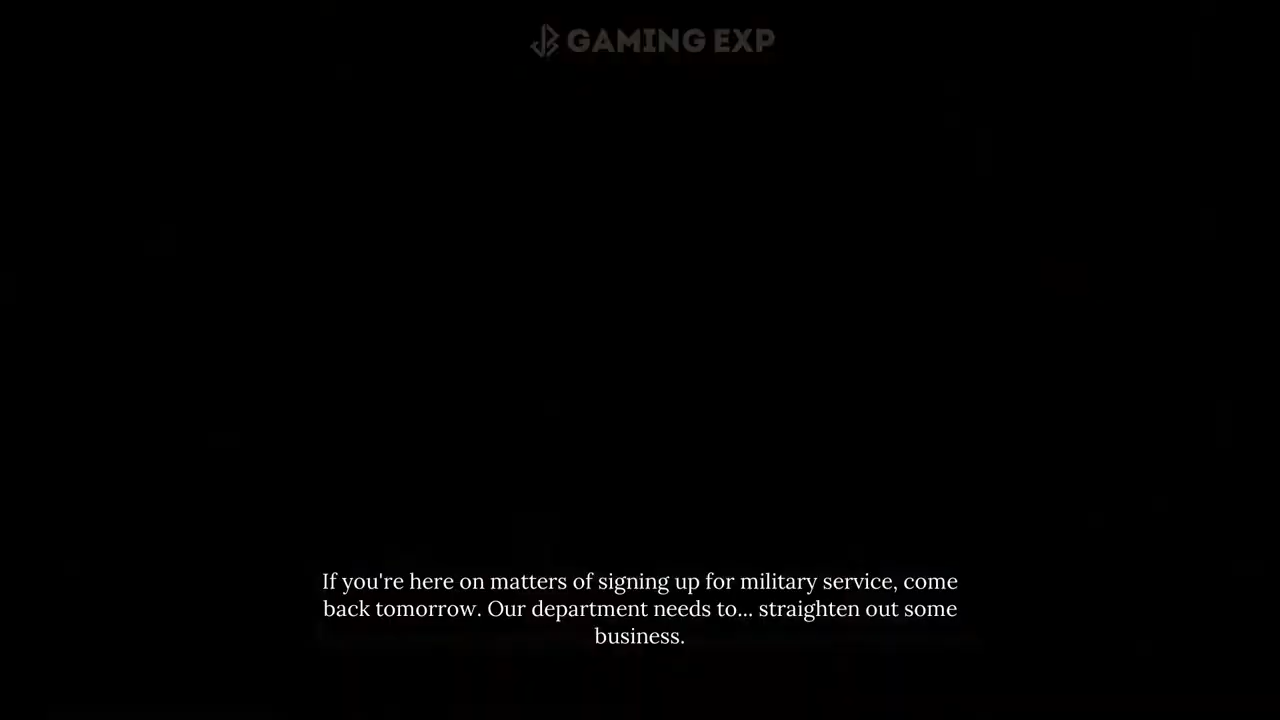 GAMING EXP
If you're here on matters of signing up for military service, come
back tomorrow. Our department needs to... straighten out some
business.